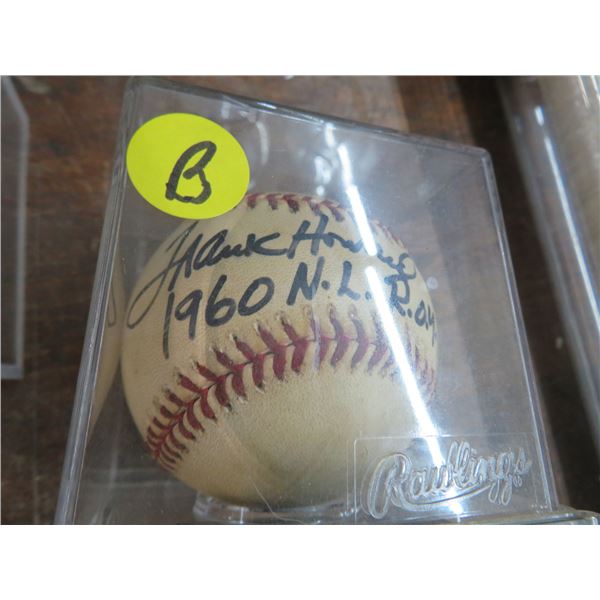 B
Frank Howard
1960 N.L. R.O.Y.
Rawlings